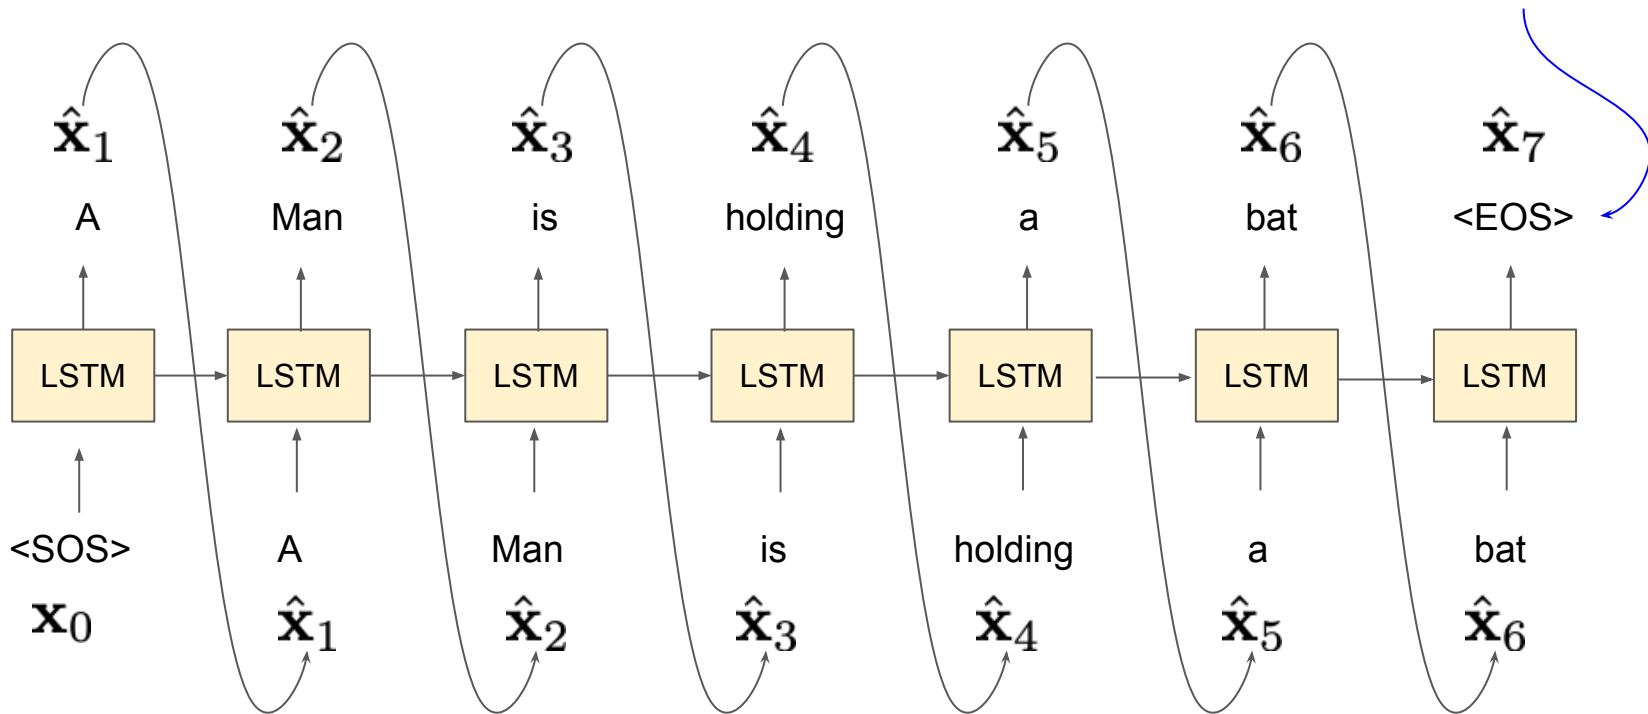 x̂₁ x̂₂ x̂₃ x̂₄ x̂₅ x̂₆ x̂₇
A Man is holding a bat <EOS>
LSTM LSTM LSTM LSTM LSTM LSTM LSTM
<SOS> A Man is holding a bat
x₀ x̂₁ x̂₂ x̂₃ x̂₄ x̂₅ x̂₆